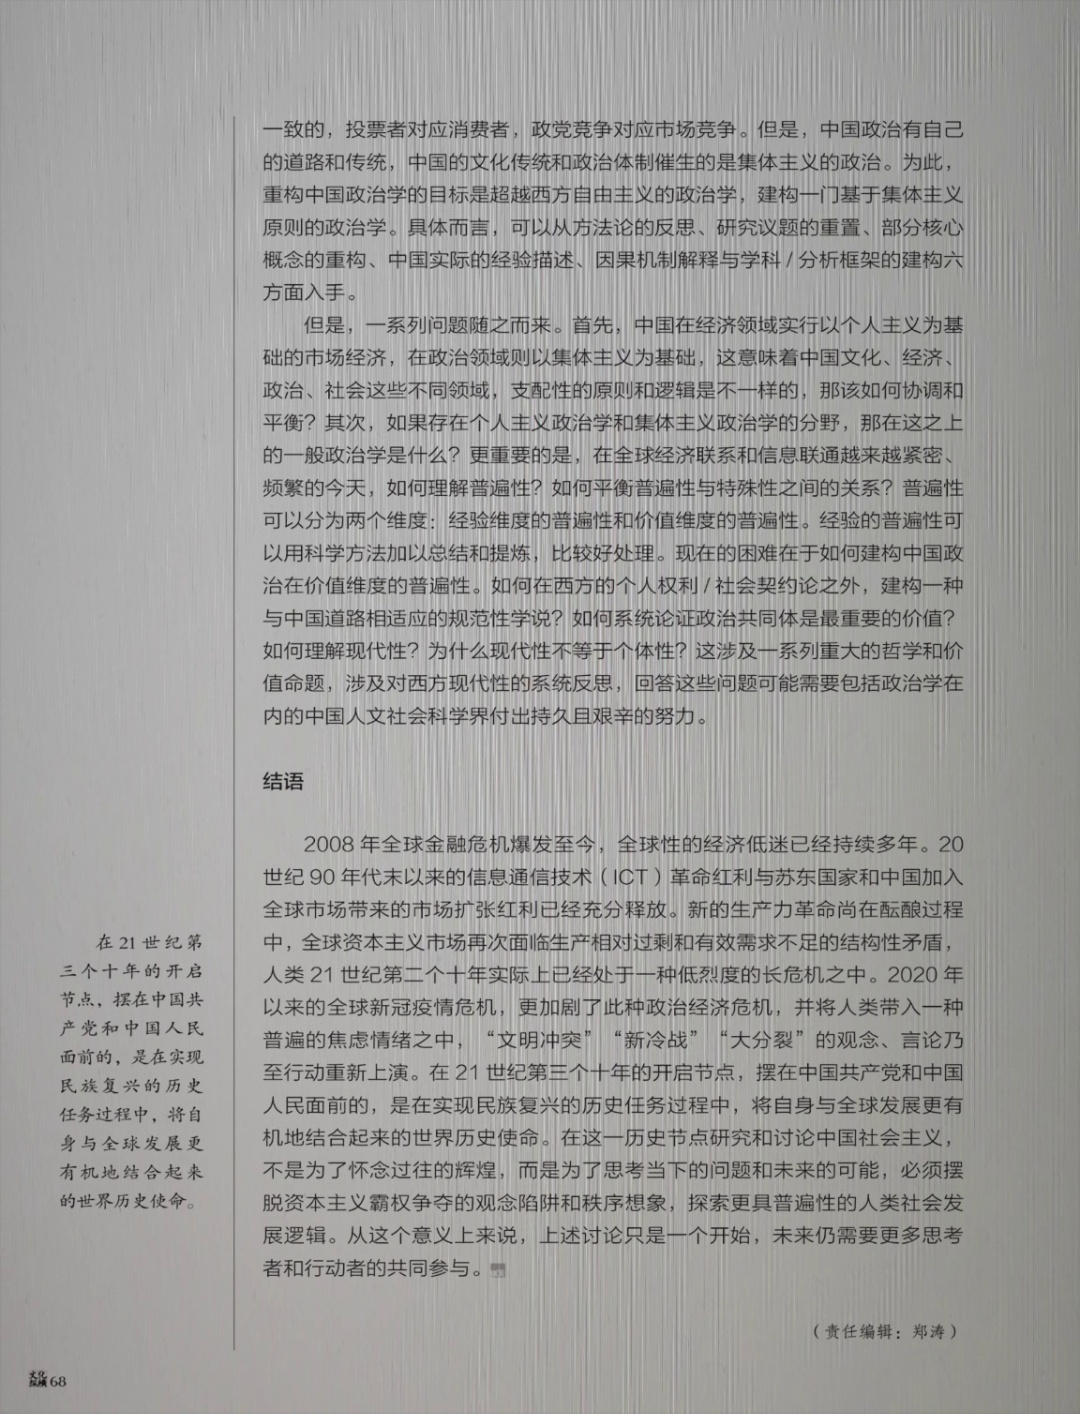 一致的，投票者对应消费者，政党竞争对应市场竞争。但是，中国政治有自己
的道路和传统，中国的文化传统和政治体制催生的是集体主义的政治。为此，
重构中国政治学的目标是超越西方自由主义的政治学，建构一门基于集体主义
原则的政治学。具体而言，可以从方法论的反思、研究议题的重置、部分核心
概念的重构、中国实际的经验描述、因果机制解释与学科/分析框架的建构六
方面入手。
但是，一系列问题随之而来。首先，中国在经济领域实行以个人主义为基
础的市场经济，在政治领域则以集体主义为基础，这意味着中国文化、经济、
政治、社会这些不同领域，支配性的原则和逻辑是不一样的，那该如何协调和
平衡？其次，如果存在个人主义政治学和集体主义政治学的分野，那在这之上
的一般政治学是什么？更重要的是，在全球经济联系和信息联通越来越紧密、
频繁的今天，如何理解普遍性？如何平衡普遍性与特殊性之间的关系？普遍性
可以分为两个维度：经验维度的普遍性和价值维度的普遍性。经验的普遍性可
以用科学方法加以总结和提炼，比较好处理。现在的困难在于如何建构中国政
治在价值维度的普遍性。如何在西方的个人权利/社会契约论之外，建构一种
与中国道路相适应的规范性学说？如何系统论证政治共同体是最重要的价值？
如何理解现代性？为什么现代性不等于个体性？这涉及一系列重大的哲学和价
值命题，涉及对西方现代性的系统反思，回答这些问题可能需要包括政治学在
内的中国人文社会科学界付出持久且艰辛的努力。
结语
2008 年全球金融危机爆发至今，全球性的经济低迷已经持续多年。20
世纪 90 年代末以来的信息通信技术（ICT）革命红利与苏东国家和中国加入
全球市场带来的市场扩张红利已经充分释放。新的生产力革命尚在酝酿过程
中，全球资本主义市场再次面临生产相对过剩和有效需求不足的结构性矛盾，
人类 21 世纪第二个十年实际上已经处于一种低烈度的长危机之中。2020 年
以来的全球新冠疫情危机，更加剧了此种政治经济危机，并将人类带入一种
普遍的焦虑情绪之中，“文明冲突”“新冷战”“大分裂”的观念、言论乃
至行动重新上演。在 21 世纪第三个十年的开启节点，摆在中国共产党和中国
人民面前的，是在实现民族复兴的历史任务过程中，将自身与全球发展更有
机地结合起来的世界历史使命。在这一历史节点研究和讨论中国社会主义，
不是为了怀念过往的辉煌，而是为了思考当下的问题和未来的可能，必须摆
脱资本主义霸权争夺的观念陷阱和秩序想象，探索更具普遍性的人类社会发
展逻辑。从这个意义上来说，上述讨论只是一个开始，未来仍需要更多思考
者和行动者的共同参与。
（责任编辑：郑涛）
在 21 世纪第
三个十年的开启
节点，摆在中国共
产党和中国人民
面前的，是在实现
民族复兴的历史
任务过程中，将自
身与全球发展更
有机地结合起来
的世界历史使命。
文化纵横 68